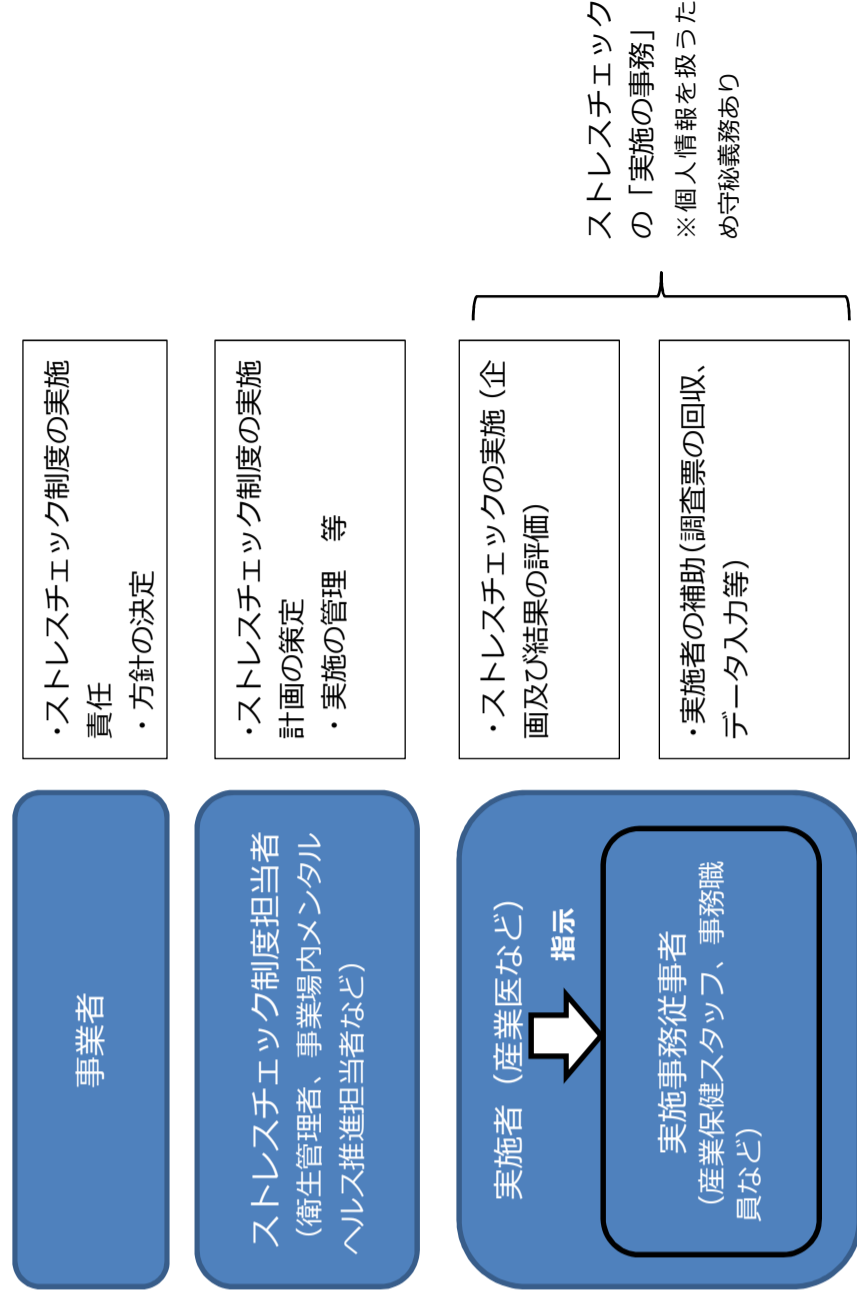 事業者
・ストレスチェック制度の実施
責任
・方針の決定
ストレスチェック制度担当者
（衛生管理者、事業場内メンタル
ヘルス推進担当者など）
・ストレスチェック制度の実施
計画の策定
・実施の管理　等
実施者（産業医など）
指示
実施事務従事者
（産業保健スタッフ、事務職
員など）
・ストレスチェックの実施（企
画及び結果の評価）
・実施者の補助（調査票の回収、
データ入力等）
ストレスチェック
の「実施の事務」
※個人情報を扱うた
め守秘義務あり